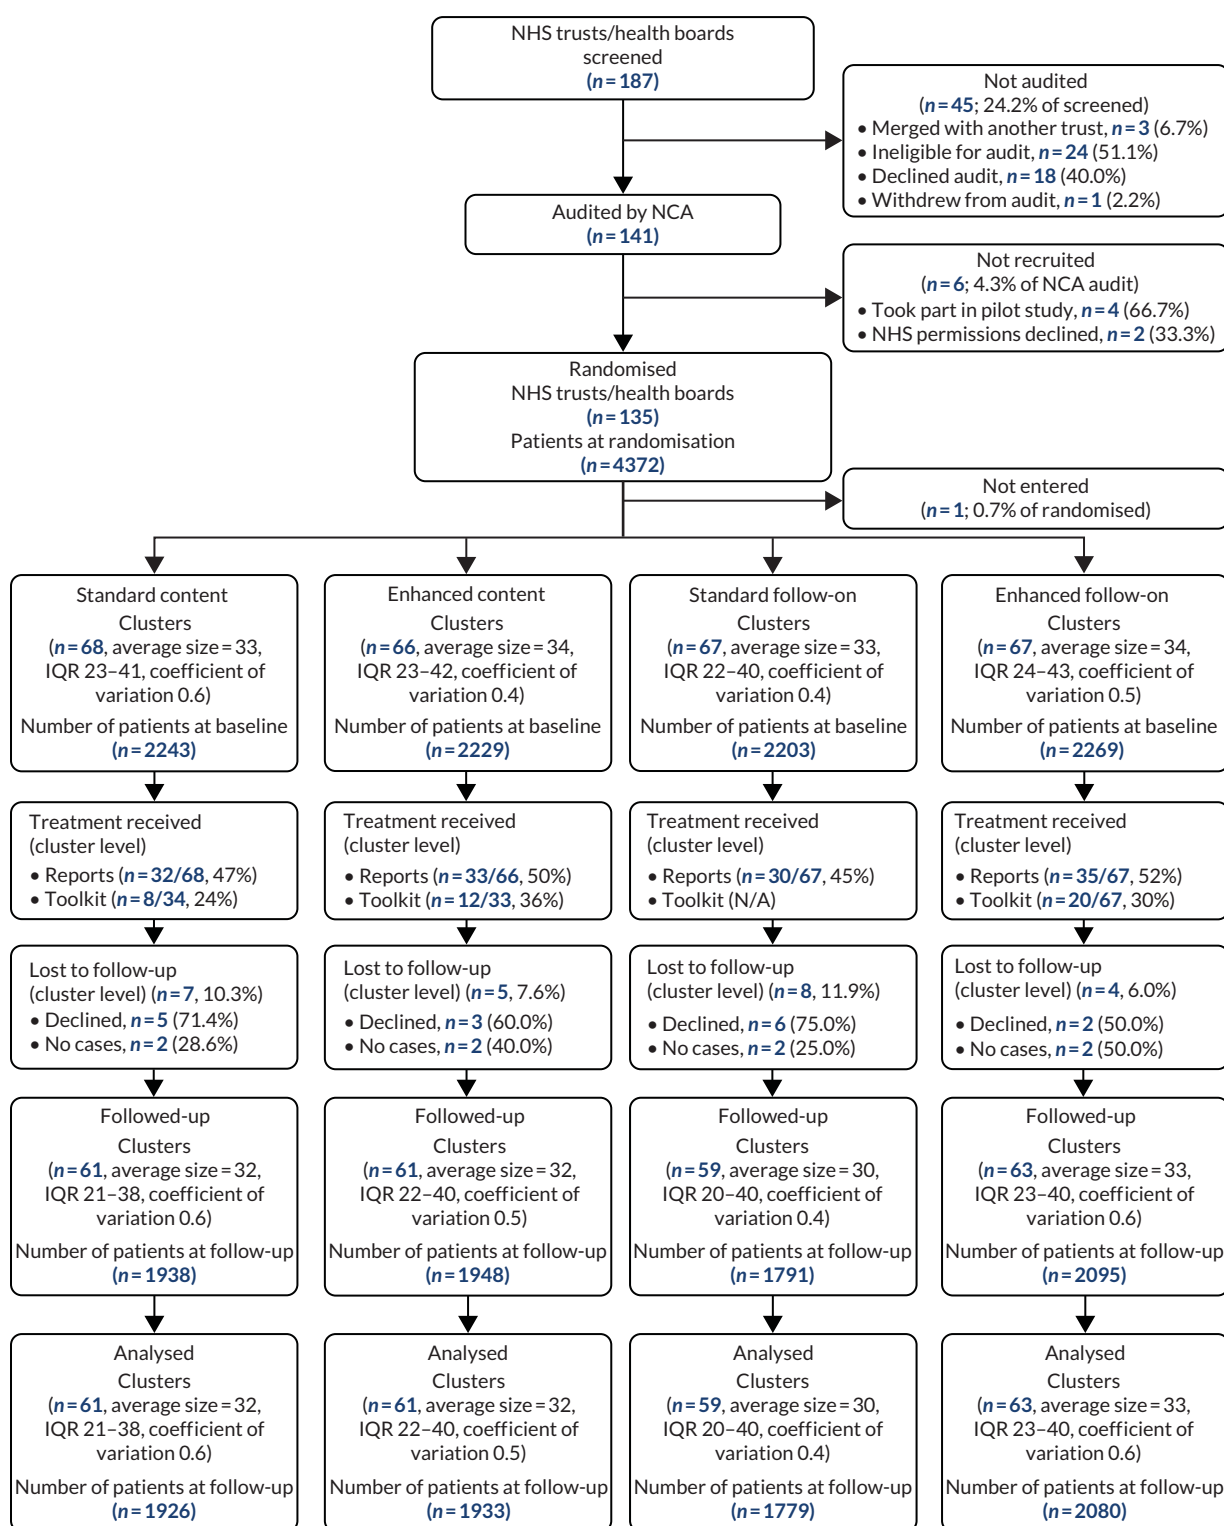 NHS trusts/health boards
screened
(n=187)
Not audited
(n=45; 24.2% of screened)
• Merged with another trust, n=3 (6.7%)
• Ineligible for audit, n=24 (51.1%)
• Declined audit, n=18 (40.0%)
• Withdrew from audit, n=1 (2.2%)
Audited by NCA
(n=141)
Not recruited
(n=6; 4.3% of NCA audit)
• Took part in pilot study, n=4 (66.7%)
• NHS permissions declined, n=2 (33.3%)
Randomised
NHS trusts/health boards
(n=135)
Patients at randomisation
(n=4372)
Not entered
(n=1; 0.7% of randomised)
Standard content
Clusters
(n=68, average size=33,
IQR 23–41, coefficient of
variation 0.6)
Number of patients at baseline
(n=2243)
Enhanced content
Clusters
(n=66, average size=34,
IQR 23–42, coefficient of
variation 0.4)
Number of patients at baseline
(n=2229)
Standard follow-on
Clusters
(n=67, average size=33,
IQR 22–40, coefficient of
variation 0.4)
Number of patients at baseline
(n=2203)
Enhanced follow-on
Clusters
(n=67, average size=34,
IQR 24–43, coefficient of
variation 0.5)
Number of patients at baseline
(n=2269)
Treatment received
(cluster level)
• Reports (n=32/68, 47%)
• Toolkit (n=8/34, 24%)
Treatment received
(cluster level)
• Reports (n=33/66, 50%)
• Toolkit (n=12/33, 36%)
Treatment received
(cluster level)
• Reports (n=30/67, 45%)
• Toolkit (N/A)
Treatment received
(cluster level)
• Reports (n=35/67, 52%)
• Toolkit (n=20/67, 30%)
Lost to follow-up
(cluster level) (n=7, 10.3%)
• Declined, n=5 (71.4%)
• No cases, n=2 (28.6%)
Lost to follow-up
(cluster level) (n=5, 7.6%)
• Declined, n=3 (60.0%)
• No cases, n=2 (40.0%)
Lost to follow-up
(cluster level) (n=8, 11.9%)
• Declined, n=6 (75.0%)
• No cases, n=2 (25.0%)
Lost to follow-up
(cluster level) (n=4, 6.0%)
• Declined, n=2 (50.0%)
• No cases, n=2 (50.0%)
Followed-up
Clusters
(n=61, average size=32,
IQR 21–38, coefficient of
variation 0.6)
Number of patients at follow-up
(n=1938)
Followed-up
Clusters
(n=61, average size=32,
IQR 22–40, coefficient of
variation 0.5)
Number of patients at follow-up
(n=1948)
Followed-up
Clusters
(n=59, average size=30,
IQR 20–40, coefficient of
variation 0.4)
Number of patients at follow-up
(n=1791)
Followed-up
Clusters
(n=63, average size=33,
IQR 23–40, coefficient of
variation 0.6)
Number of patients at follow-up
(n=2095)
Analysed
Clusters
(n=61, average size=32,
IQR 21–38, coefficient of
variation 0.6)
Number of patients at follow-up
(n=1926)
Analysed
Clusters
(n=61, average size=32,
IQR 22–40, coefficient of
variation 0.5)
Number of patients at follow-up
(n=1933)
Analysed
Clusters
(n=59, average size=30,
IQR 20–40, coefficient of
variation 0.4)
Number of patients at follow-up
(n=1779)
Analysed
Clusters
(n=63, average size=33,
IQR 23–40, coefficient of
variation 0.6)
Number of patients at follow-up
(n=2080)